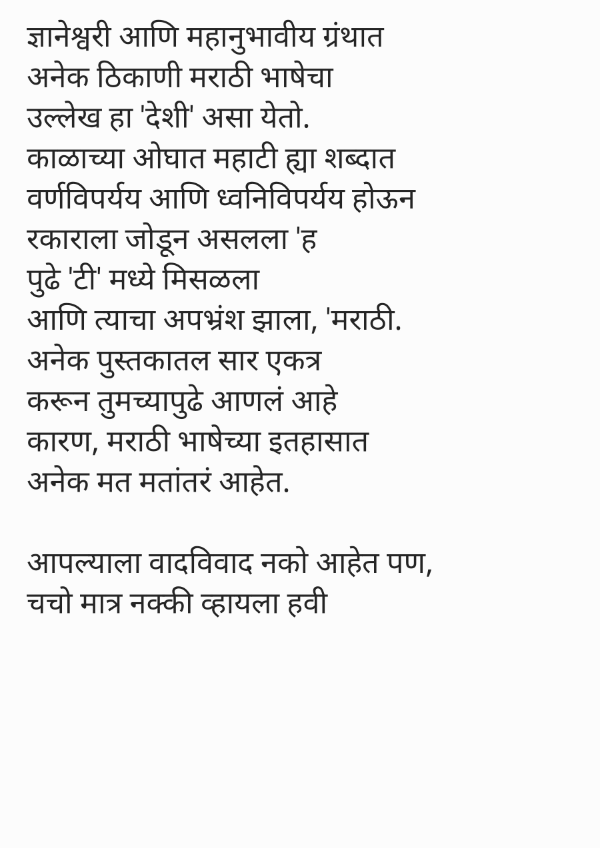 ज्ञानेश्वरी आणि महानुभावीय ग्रंथात
अनेक ठिकाणी मराठी भाषेचा
उल्लेख हा 'देशी' असा येतो.
काळाच्या ओघात महाटी ह्या शब्दात
वर्णविपर्यय आणि ध्वनिविपर्यय होऊन
रकाराला जोडून असलला 'ह
पुढे 'टी' मध्ये मिसळला
आणि त्याचा अपभ्रंश झाला, 'मराठी.
अनेक पुस्तकातल सार एकत्र
करून तुमच्यापुढे आणलं आहे
कारण, मराठी भाषेच्या इतहासात
अनेक मत मतांतरं आहेत.

आपल्याला वादविवाद नको आहेत पण,
चचो मात्र नक्की व्हायला हवी